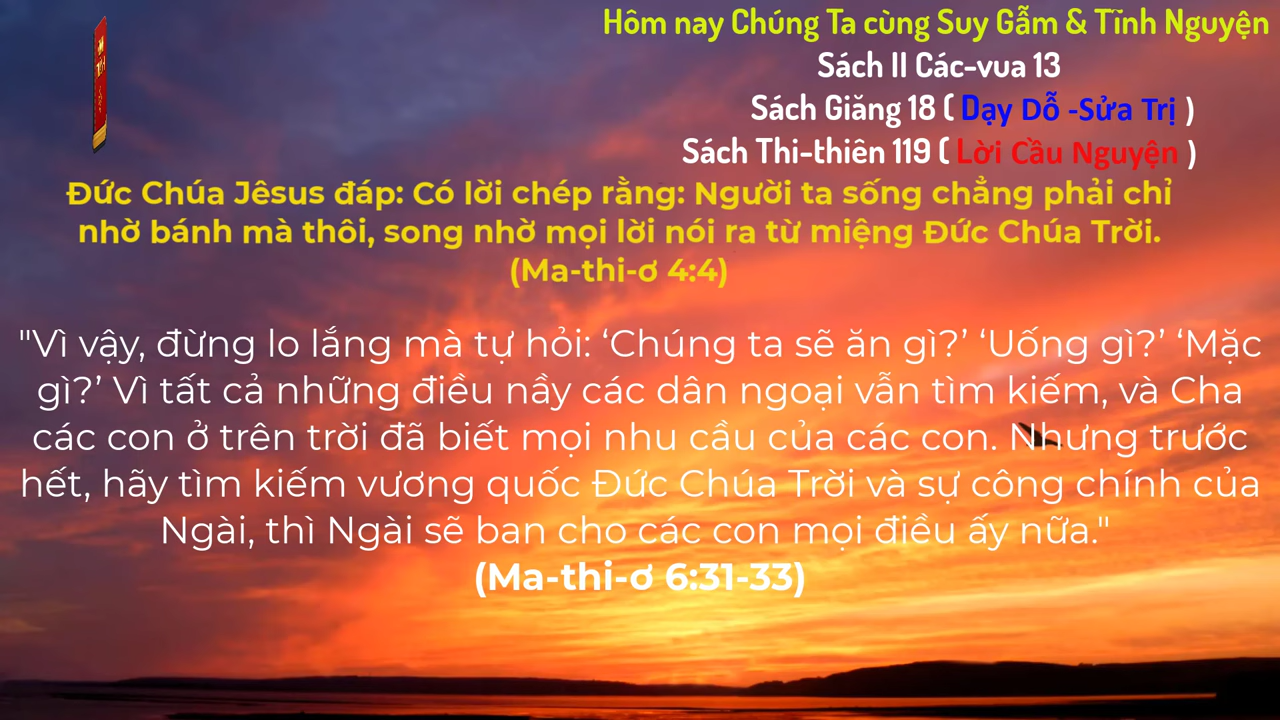 Hôm nay Chúng Ta cùng Suy Gẫm & Tĩnh Nguyện
Sách II Các-vua 13
Sách Giăng 18 ( Dạy Dỗ -Sửa Trị )
Sách Thi-thiên 119 ( Lời Cầu Nguyện )
Đức Chúa Jêsus đáp: Có lời chép rằng: Người ta sống chẳng phải chỉ
nhờ bánh mà thôi, song nhờ mọi lời nói ra từ miệng Đức Chúa Trời.
(Ma-thi-ơ 4:4)
"Vì vậy, đừng lo lắng mà tự hỏi: ‘Chúng ta sẽ ăn gì?’ ‘Uống gì?’ ‘Mặc
gì?’ Vì tất cả những điều nầy các dân ngoại vẫn tìm kiếm, và Cha
các con ở trên trời đã biết mọi nhu cầu của các con. Nhưng trước
hết, hãy tìm kiếm vương quốc Đức Chúa Trời và sự công chính của
Ngài, thì Ngài sẽ ban cho các con mọi điều ấy nữa."
(Ma-thi-ơ 6:31-33)